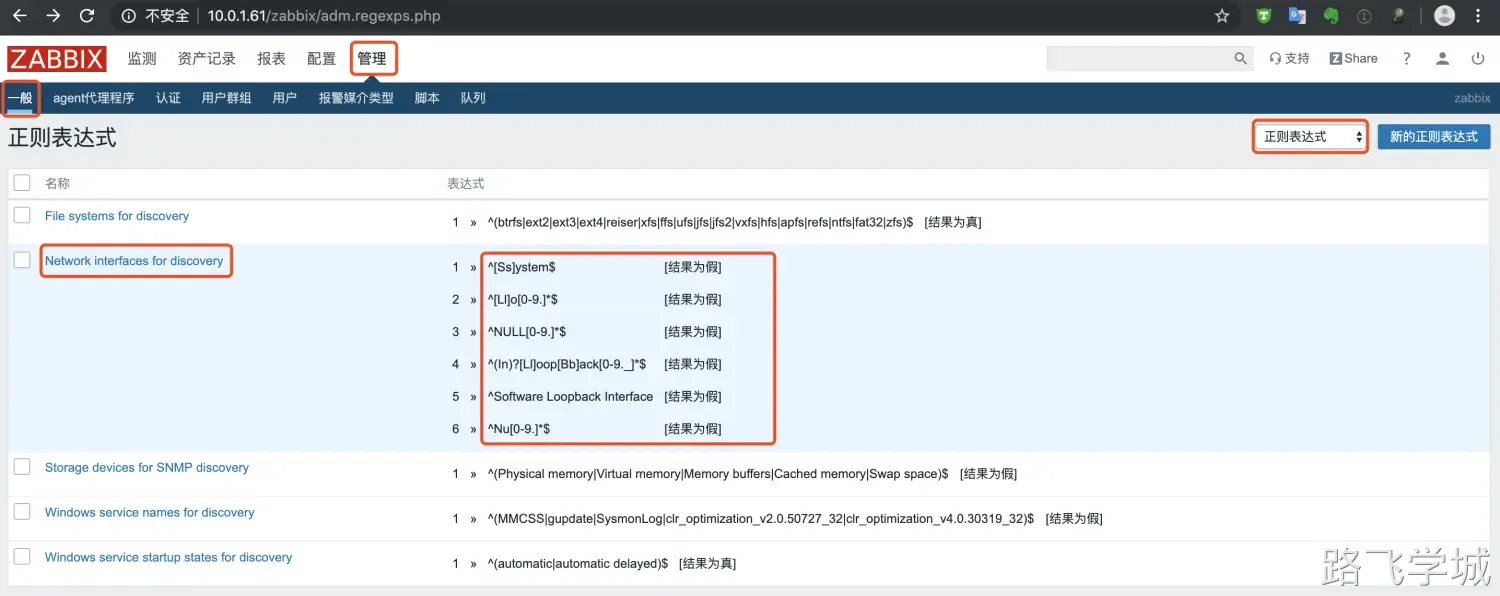 不安全 | 10.0.1.61/zabbix/adm.regexps.php
ZABBIX 监测 资产记录 报表 配置 管理 支持 Z Share ?
一般 agent代理程序 认证 用户群组 用户 报警媒介类型 脚本 队列 zabbix
正则表达式 正则表达式 新的正则表达式
名称 表达式
File systems for discovery 1 » ^(btrfs|ext2|ext3|ext4|reiser|xfs|ffs|ufs|jfs|jfs2|vxfs|hfs|apfs|refs|ntfs|fat32|zfs)$ [结果为真]
Network interfaces for discovery 1 » ^[Ss]ystem$ [结果为假]
2 » ^[Ll]o[0-9.]*$ [结果为假]
3 » ^NULL[0-9.]*$ [结果为假]
4 » ^(In)?[Ll]oop[Bb]ack[0-9._]*$ [结果为假]
5 » ^Software Loopback Interface [结果为假]
6 » ^Nu[0-9.]*$ [结果为假]
Storage devices for SNMP discovery 1 » ^(Physical memory|Virtual memory|Memory buffers|Cached memory|Swap space)$ [结果为假]
Windows service names for discovery 1 » ^(MMCSS|gupdate|SysmonLog|clr_optimization_v2.0.50727_32|clr_optimization_v4.0.30319_32)$ [结果为假]
Windows service startup states for discovery 1 » ^(automatic|automatic delayed)$ [结果为真]
路飞学城